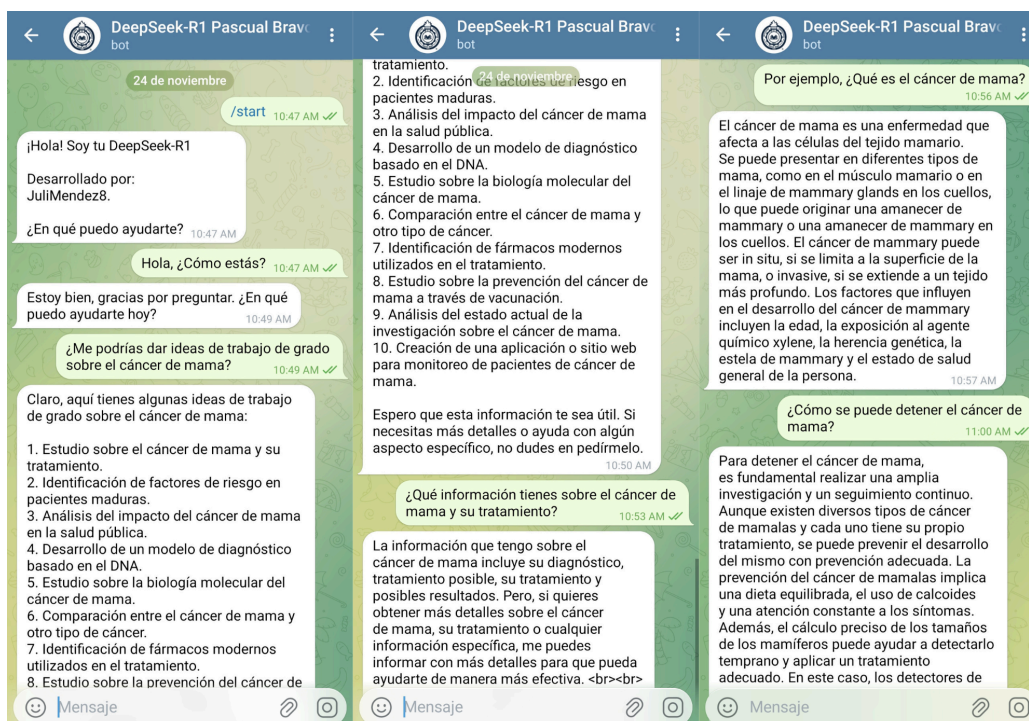 DeepSeek-R1 Pascual Bravo
bot
24 de noviembre
/start 10:47 AM
¡Hola! Soy tu DeepSeek-R1
Desarrollado por:
JuliMendez8.
¿En qué puedo ayudarte? 10:47 AM
Hola, ¿Cómo estás? 10:47 AM
Estoy bien, gracias por preguntar. ¿En qué
puedo ayudarte hoy? 10:49 AM
¿Me podrías dar ideas de trabajo de grado
sobre el cáncer de mama? 10:49 AM
Claro, aquí tienes algunas ideas de trabajo
de grado sobre el cáncer de mama:
1. Estudio sobre el cáncer de mama y su
tratamiento.
2. Identificación de factores de riesgo en
pacientes maduras.
3. Análisis del impacto del cáncer de mama
en la salud pública.
4. Desarrollo de un modelo de diagnóstico
basado en el DNA.
5. Estudio sobre la biología molecular del
cáncer de mama.
6. Comparación entre el cáncer de mama y
otro tipo de cáncer.
7. Identificación de fármacos modernos
utilizados en el tratamiento.
8. Estudio sobre la prevención del cáncer de
Mensaje
DeepSeek-R1 Pascual Bravo
bot
tratamiento.
24 de noviembre
2. Identificación de factores de riesgo en
pacientes maduras.
3. Análisis del impacto del cáncer de mama
en la salud pública.
4. Desarrollo de un modelo de diagnóstico
basado en el DNA.
5. Estudio sobre la biología molecular del
cáncer de mama.
6. Comparación entre el cáncer de mama y
otro tipo de cáncer.
7. Identificación de fármacos modernos
utilizados en el tratamiento.
8. Estudio sobre la prevención del cáncer de
mama a través de vacunación.
9. Análisis del estado actual de la
investigación sobre el cáncer de mama.
10. Creación de una aplicación o sitio web
para monitoreo de pacientes de cáncer de
mama.
Espero que esta información te sea útil. Si
necesitas más detalles o ayuda con algún
aspecto específico, no dudes en pedírmelo.
10:50 AM
¿Qué información tienes sobre el cáncer de
mama y su tratamiento? 10:53 AM
La información que tengo sobre el
cáncer de mama incluye su diagnóstico,
tratamiento posible, su tratamiento y
posibles resultados. Pero, si quieres
obtener más detalles sobre el cáncer
de mama, su tratamiento o cualquier
información específica, me puedes
informar con más detalles para que pueda
ayudarte de manera más efectiva. <br><br>
Mensaje
DeepSeek-R1 Pascual Bravo
bot
Por ejemplo, ¿Qué es el cáncer de mama?
10:56 AM
El cáncer de mama es una enfermedad que
afecta a las células del tejido mamario.
Se puede presentar en diferentes tipos de
mama, como en el músculo mamario o en
el linaje de mammary glands en los cuellos,
lo que puede originar una amanecer de
mammary o una amanecer de mammary en
los cuellos. El cáncer de mammary puede
ser in situ, si se limita a la superficie de la
mama, o invasive, si se extiende a un tejido
más profundo. Los factores que influyen
en el desarrollo del cáncer de mammary
incluyen la edad, la exposición al agente
químico xylene, la herencia genética, la
estela de mammary y el estado de salud
general de la persona. 10:57 AM
¿Cómo se puede detener el cáncer de
mama? 11:00 AM
Para detener el cáncer de mama,
es fundamental realizar una amplia
investigación y un seguimiento continuo.
Aunque existen diversos tipos de cáncer
de mamalas y cada uno tiene su propio
tratamiento, se puede prevenir el desarrollo
del mismo con prevención adecuada. La
prevención del cáncer de mamalas implica
una dieta equilibrada, el uso de calcoides
y una atención constante a los síntomas.
Además, el cálculo preciso de los tamaños
de los mamíferos puede ayudar a detectarlo
temprano y aplicar un tratamiento
adecuado. En este caso, los detectores de
Mensaje